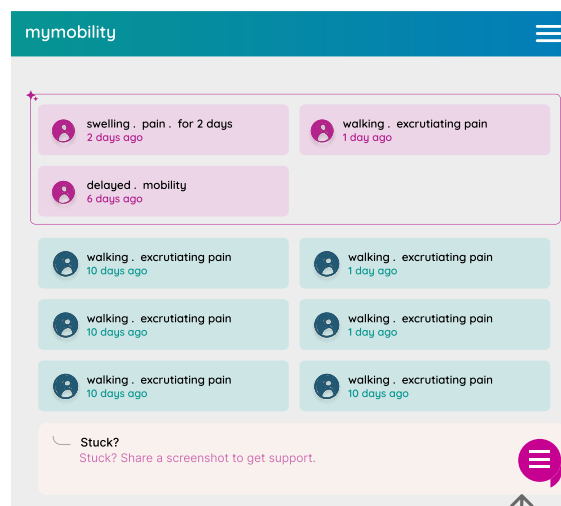 mymobility
swelling . pain . for 2 days
2 days ago
walking . excrutiating pain
1 day ago
delayed . mobility
6 days ago
walking . excrutiating pain
10 days ago
walking . excrutiating pain
1 day ago
walking . excrutiating pain
10 days ago
walking . excrutiating pain
1 day ago
walking . excrutiating pain
10 days ago
walking . excrutiating pain
10 days ago
Stuck?
Stuck? Share a screenshot to get support.